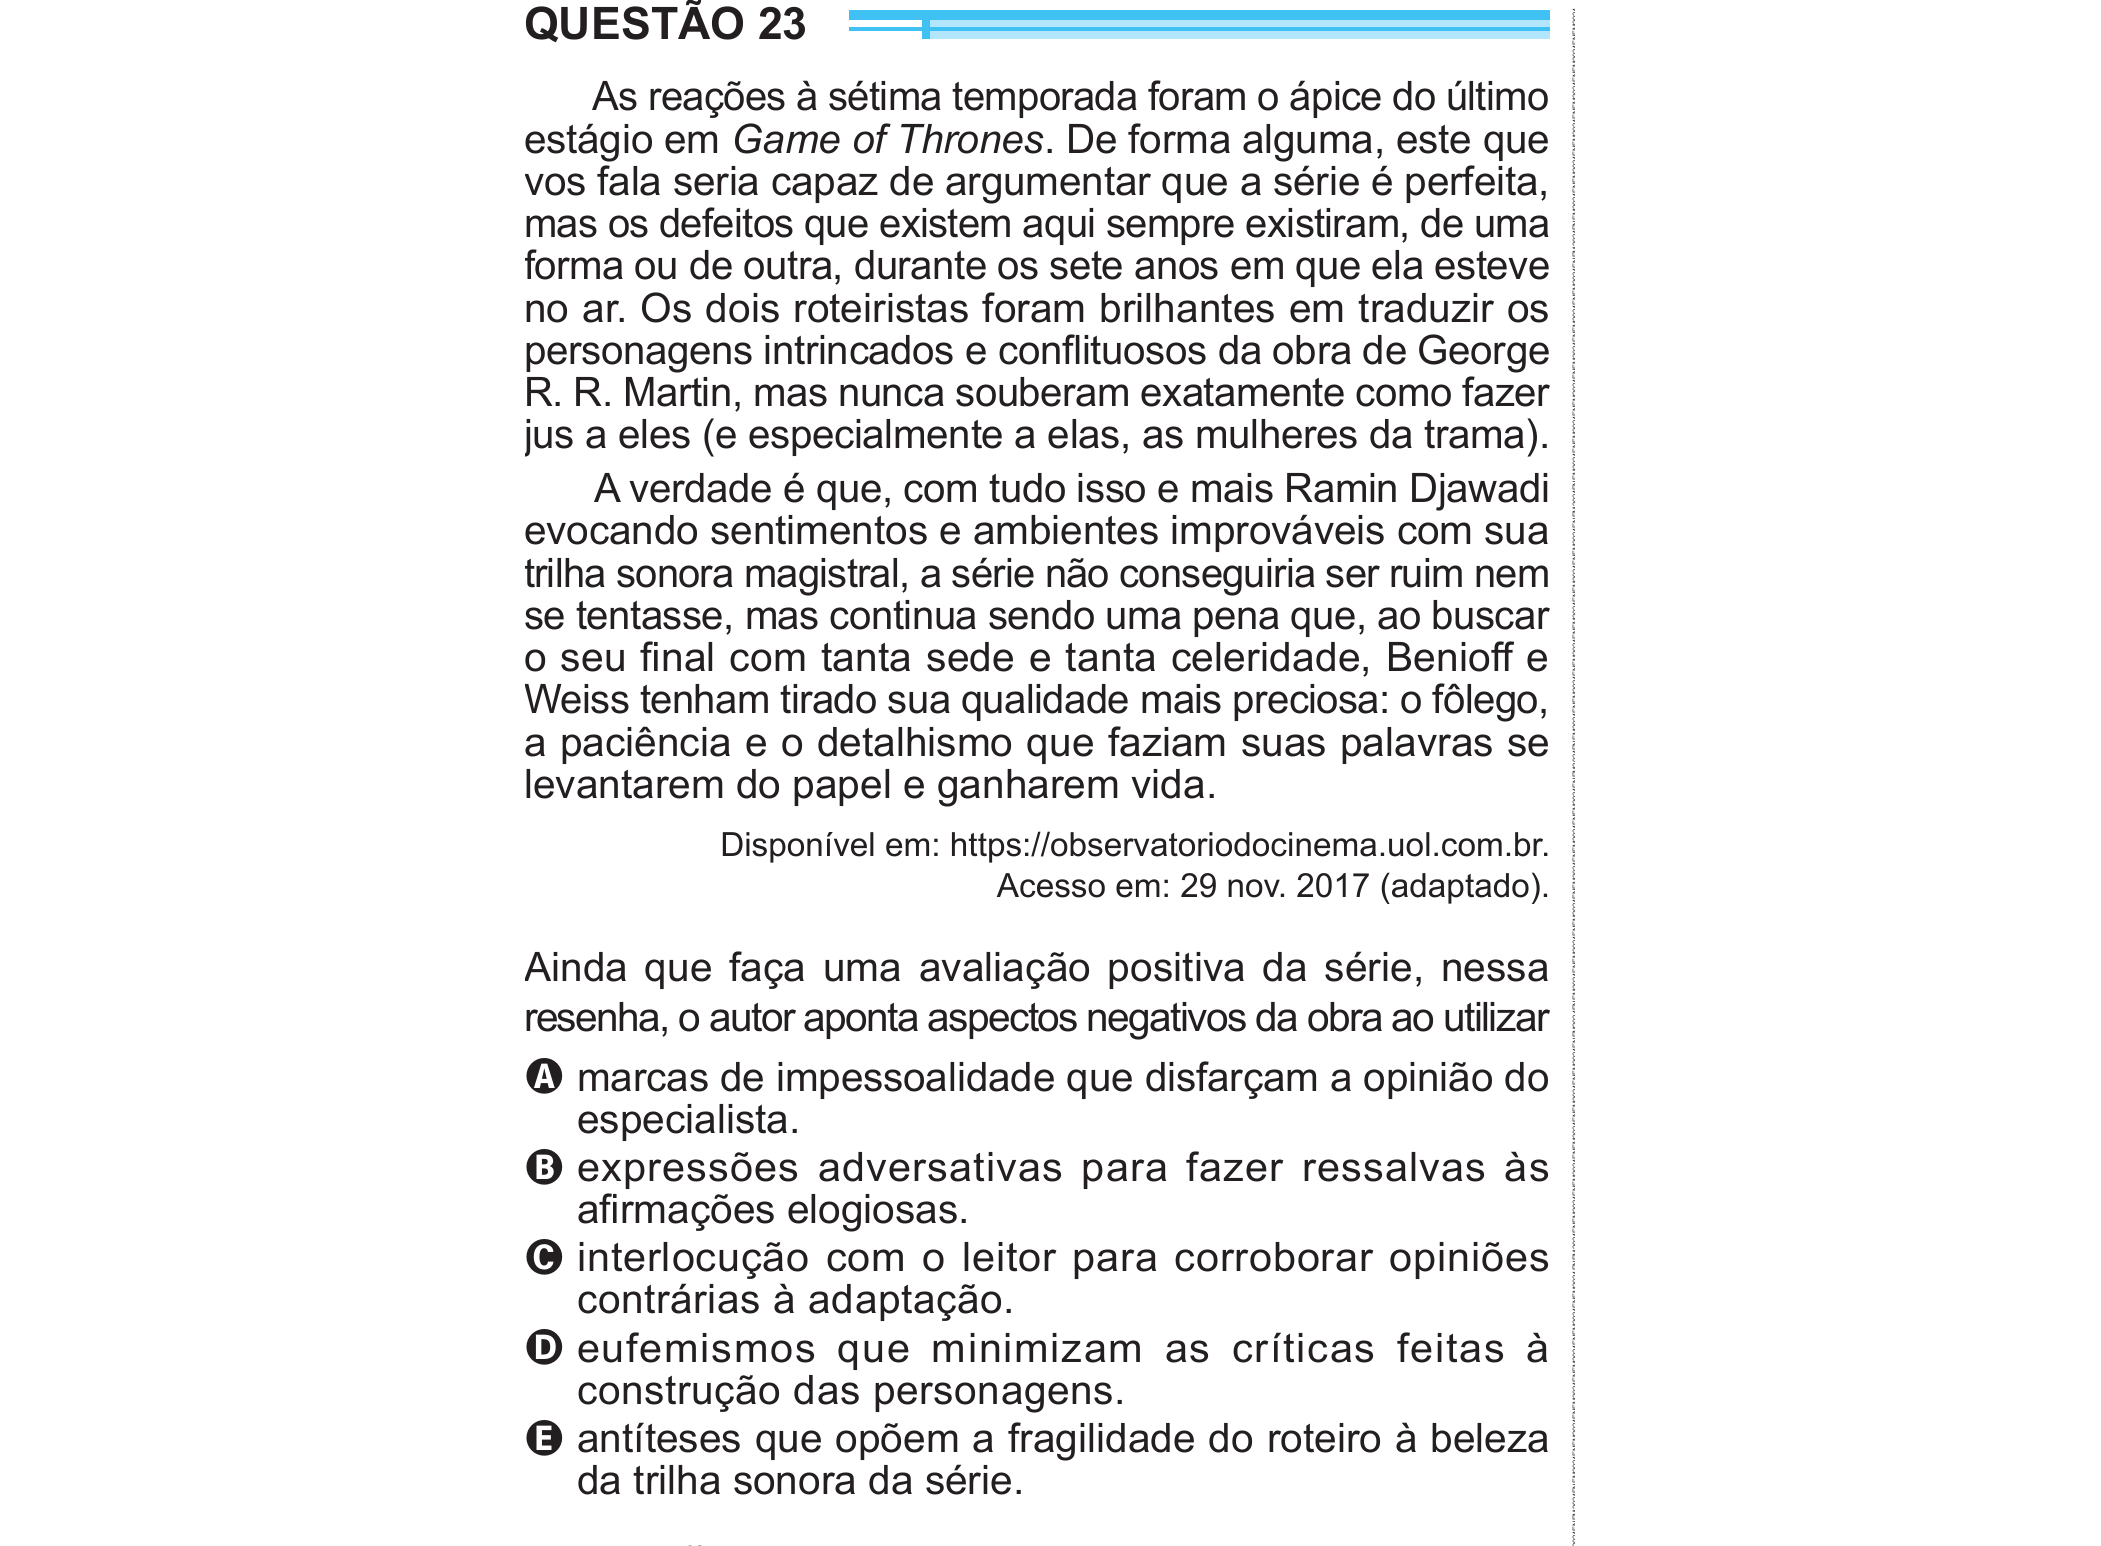 QUESTÃO 23
As reações à sétima temporada foram o ápice do último
estágio em Game of Thrones. De forma alguma, este que
vos fala seria capaz de argumentar que a série é perfeita,
mas os defeitos que existem aqui sempre existiram, de uma
forma ou de outra, durante os sete anos em que ela esteve
no ar. Os dois roteiristas foram brilhantes em traduzir os
personagens intrincados e conflituosos da obra de George
R. R. Martin, mas nunca souberam exatamente como fazer
jus a eles (e especialmente a elas, as mulheres da trama).
A verdade é que, com tudo isso e mais Ramin Djawadi
evocando sentimentos e ambientes improváveis com sua
trilha sonora magistral, a série não conseguiria ser ruim nem
se tentasse, mas continua sendo uma pena que, ao buscar
o seu final com tanta sede e tanta celeridade, Benioff e
Weiss tenham tirado sua qualidade mais preciosa: o fôlego,
a paciência e o detalhismo que faziam suas palavras se
levantarem do papel e ganharem vida.
Disponível em: https://observatoriodocinema.uol.com.br.
Acesso em: 29 nov. 2017 (adaptado).
Ainda que faça uma avaliação positiva da série, nessa
resenha, o autor aponta aspectos negativos da obra ao utilizar
A marcas de impessoalidade que disfarçam a opinião do
especialista.
B expressões adversativas para fazer ressalvas às
afirmações elogiosas.
C interlocução com o leitor para corroborar opiniões
contrárias à adaptação.
D eufemismos que minimizam as críticas feitas à
construção das personagens.
E antíteses que opõem a fragilidade do roteiro à beleza
da trilha sonora da série.